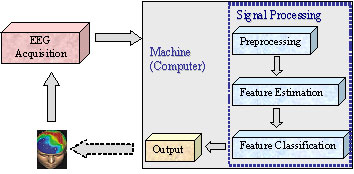 EEG
Acquisition
Machine
(Computer)
Signal Processing
Preprocessing
Feature Estimation
Feature Classification
Output